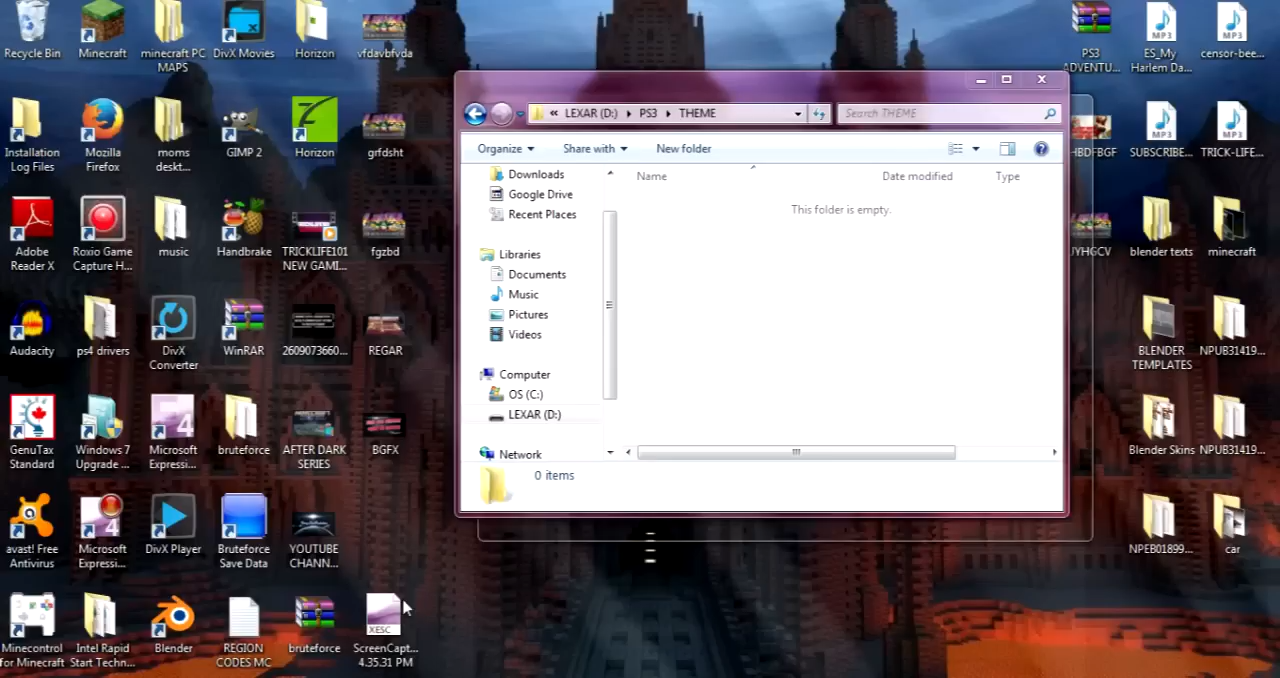 Recycle Bin
Minecraft
minecraft PC
MAPS
DivX Movies
Horizon
vfdavbfvda
Installation
Log Files
Mozilla
Firefox
moms
deskt...
GIMP 2
Horizon
grfdsht
Adobe
Reader X
Roxio Game
Capture H...
music
Handbrake
TRICKLIFE101
NEW GAMI...
fgzbd
Audacity
ps4 drivers
DivX
Converter
WinRAR
2609073660...
REGAR
GenuTax
Standard
Windows 7
Upgrade ...
Microsoft
Expressi...
bruteforce
AFTER DARK
SERIES
BGFX
avast! Free
Antivirus
Microsoft
Expressi...
DivX Player
Bruteforce
Save Data
YOUTUBE
CHANN...
Minecontrol
for Minecraft
Intel Rapid
Start Techn...
Blender
REGION
CODES MC
bruteforce
XESC
ScreenCapt...
4.35.31 PM
« LEXAR (D:) PS3 THEME
Search THEME
Organize
Share with
New folder
Downloads
Google Drive
Recent Places
Libraries
Documents
Music
Pictures
Videos
Computer
OS (C:)
LEXAR (D:)
Network
Name
Date modified
Type
This folder is empty.
0 items
PS3
ADVENTU...
MP3
ES_My
Harlem Da...
MP3
censor-bee...
HBDFBGF
MP3
SUBSCRIBE...
MP3
TRICK-LIFE...
JYHGCV
blender texts
minecraft
BLENDER
TEMPLATES
NPUB31419...
Blender Skins
NPUB31419...
NPEB01899...
car